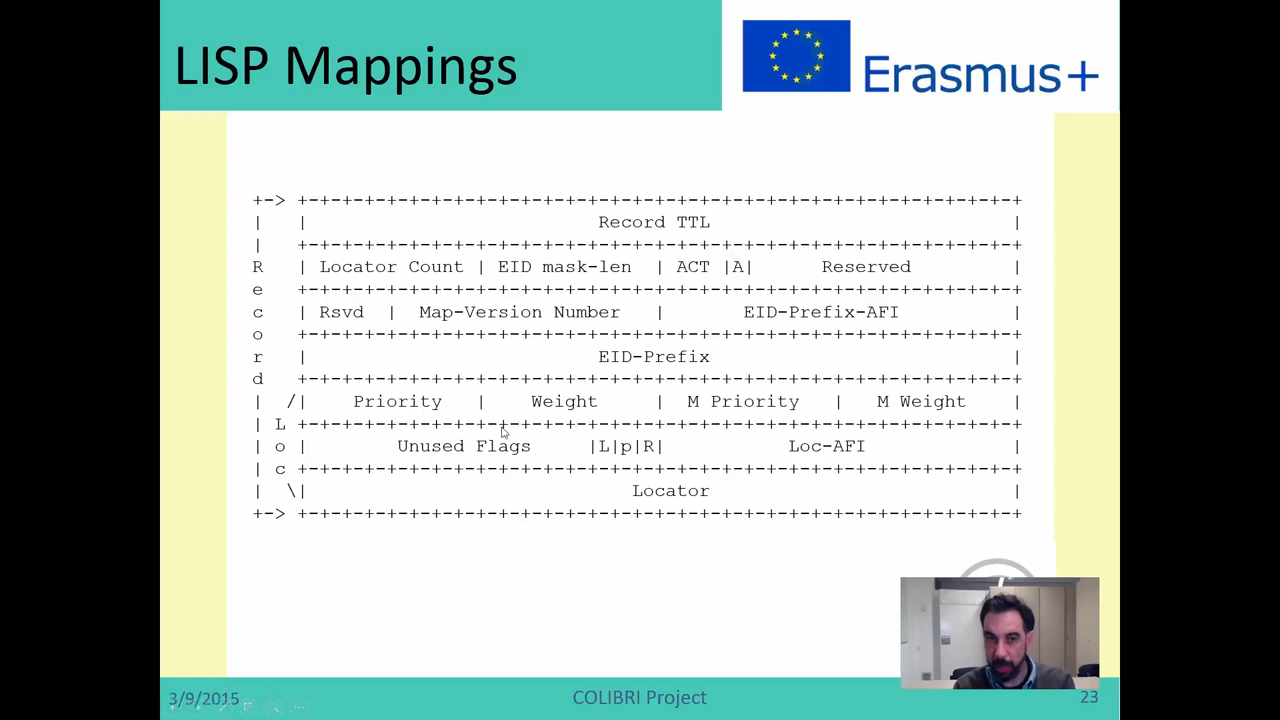 LISP Mappings
Erasmus+
+-> +-+-+-+-+-+-+-+-+-+-+-+-+-+-+-+-+-+-+-+-+-+-+-+-+-+-+-+-+-+-+-+-+
|   |                          Record TTL                           |
|   +-+-+-+-+-+-+-+-+-+-+-+-+-+-+-+-+-+-+-+-+-+-+-+-+-+-+-+-+-+-+-+-+
R   | Locator Count | EID mask-len  | ACT |A|      Reserved         |
e   +-+-+-+-+-+-+-+-+-+-+-+-+-+-+-+-+-+-+-+-+-+-+-+-+-+-+-+-+-+-+-+-+
c   | Rsvd  |  Map-Version Number   |       EID-Prefix-AFI          |
o   +-+-+-+-+-+-+-+-+-+-+-+-+-+-+-+-+-+-+-+-+-+-+-+-+-+-+-+-+-+-+-+-+
r   |                          EID-Prefix                           |
d   +-+-+-+-+-+-+-+-+-+-+-+-+-+-+-+-+-+-+-+-+-+-+-+-+-+-+-+-+-+-+-+-+
|  /|    Priority   |    Weight     |  M Priority   |   M Weight    |
| L +-+-+-+-+-+-+-+-+-+-+-+-+-+-+-+-+-+-+-+-+-+-+-+-+-+-+-+-+-+-+-+-+
| o |        Unused Flags     |L|p|R|           Loc-AFI             |
| c +-+-+-+-+-+-+-+-+-+-+-+-+-+-+-+-+-+-+-+-+-+-+-+-+-+-+-+-+-+-+-+-+
|  \|                             Locator                           |
+-> +-+-+-+-+-+-+-+-+-+-+-+-+-+-+-+-+-+-+-+-+-+-+-+-+-+-+-+-+-+-+-+-+
3/9/2015
COLIBRI Project
23